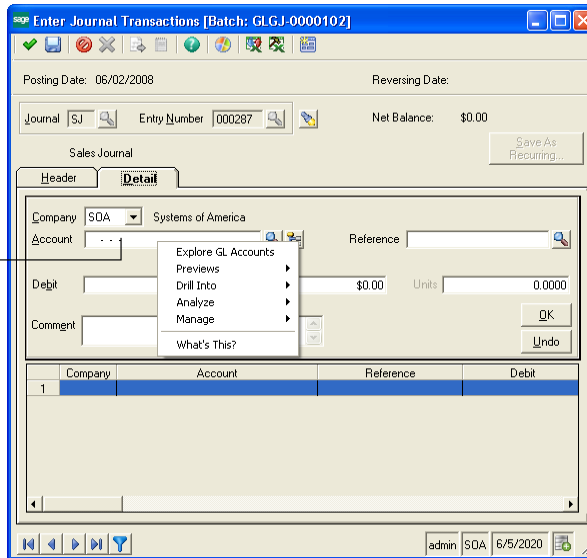 sage Enter Journal Transactions [Batch: GLGJ-0000102]
Posting Date: 06/02/2008 Reversing Date:
Journal SJ Entry Number 000287 Net Balance: $0.00
Sales Journal Save As Recurring...
Header Detail
Company SOA Systems of America
Account - - - Reference
Explore GL Accounts
Previews
Drill Into
Debit $0.00 Units 0.0000
Analyze
Manage
Comment OK
What's This? Undo
Company Account Reference Debit
1
admin SOA 6/5/2020